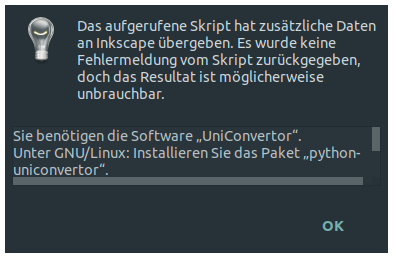 Das aufgerufene Skript hat zusätzliche Daten
an Inkscape übergeben. Es wurde keine
Fehlermeldung vom Skript zurückgegeben,
doch das Resultat ist möglicherweise
unbrauchbar.
Sie benötigen die Software „UniConvertor“.
Unter GNU/Linux: Installieren Sie das Paket „python-
uniconvertor“.
OK